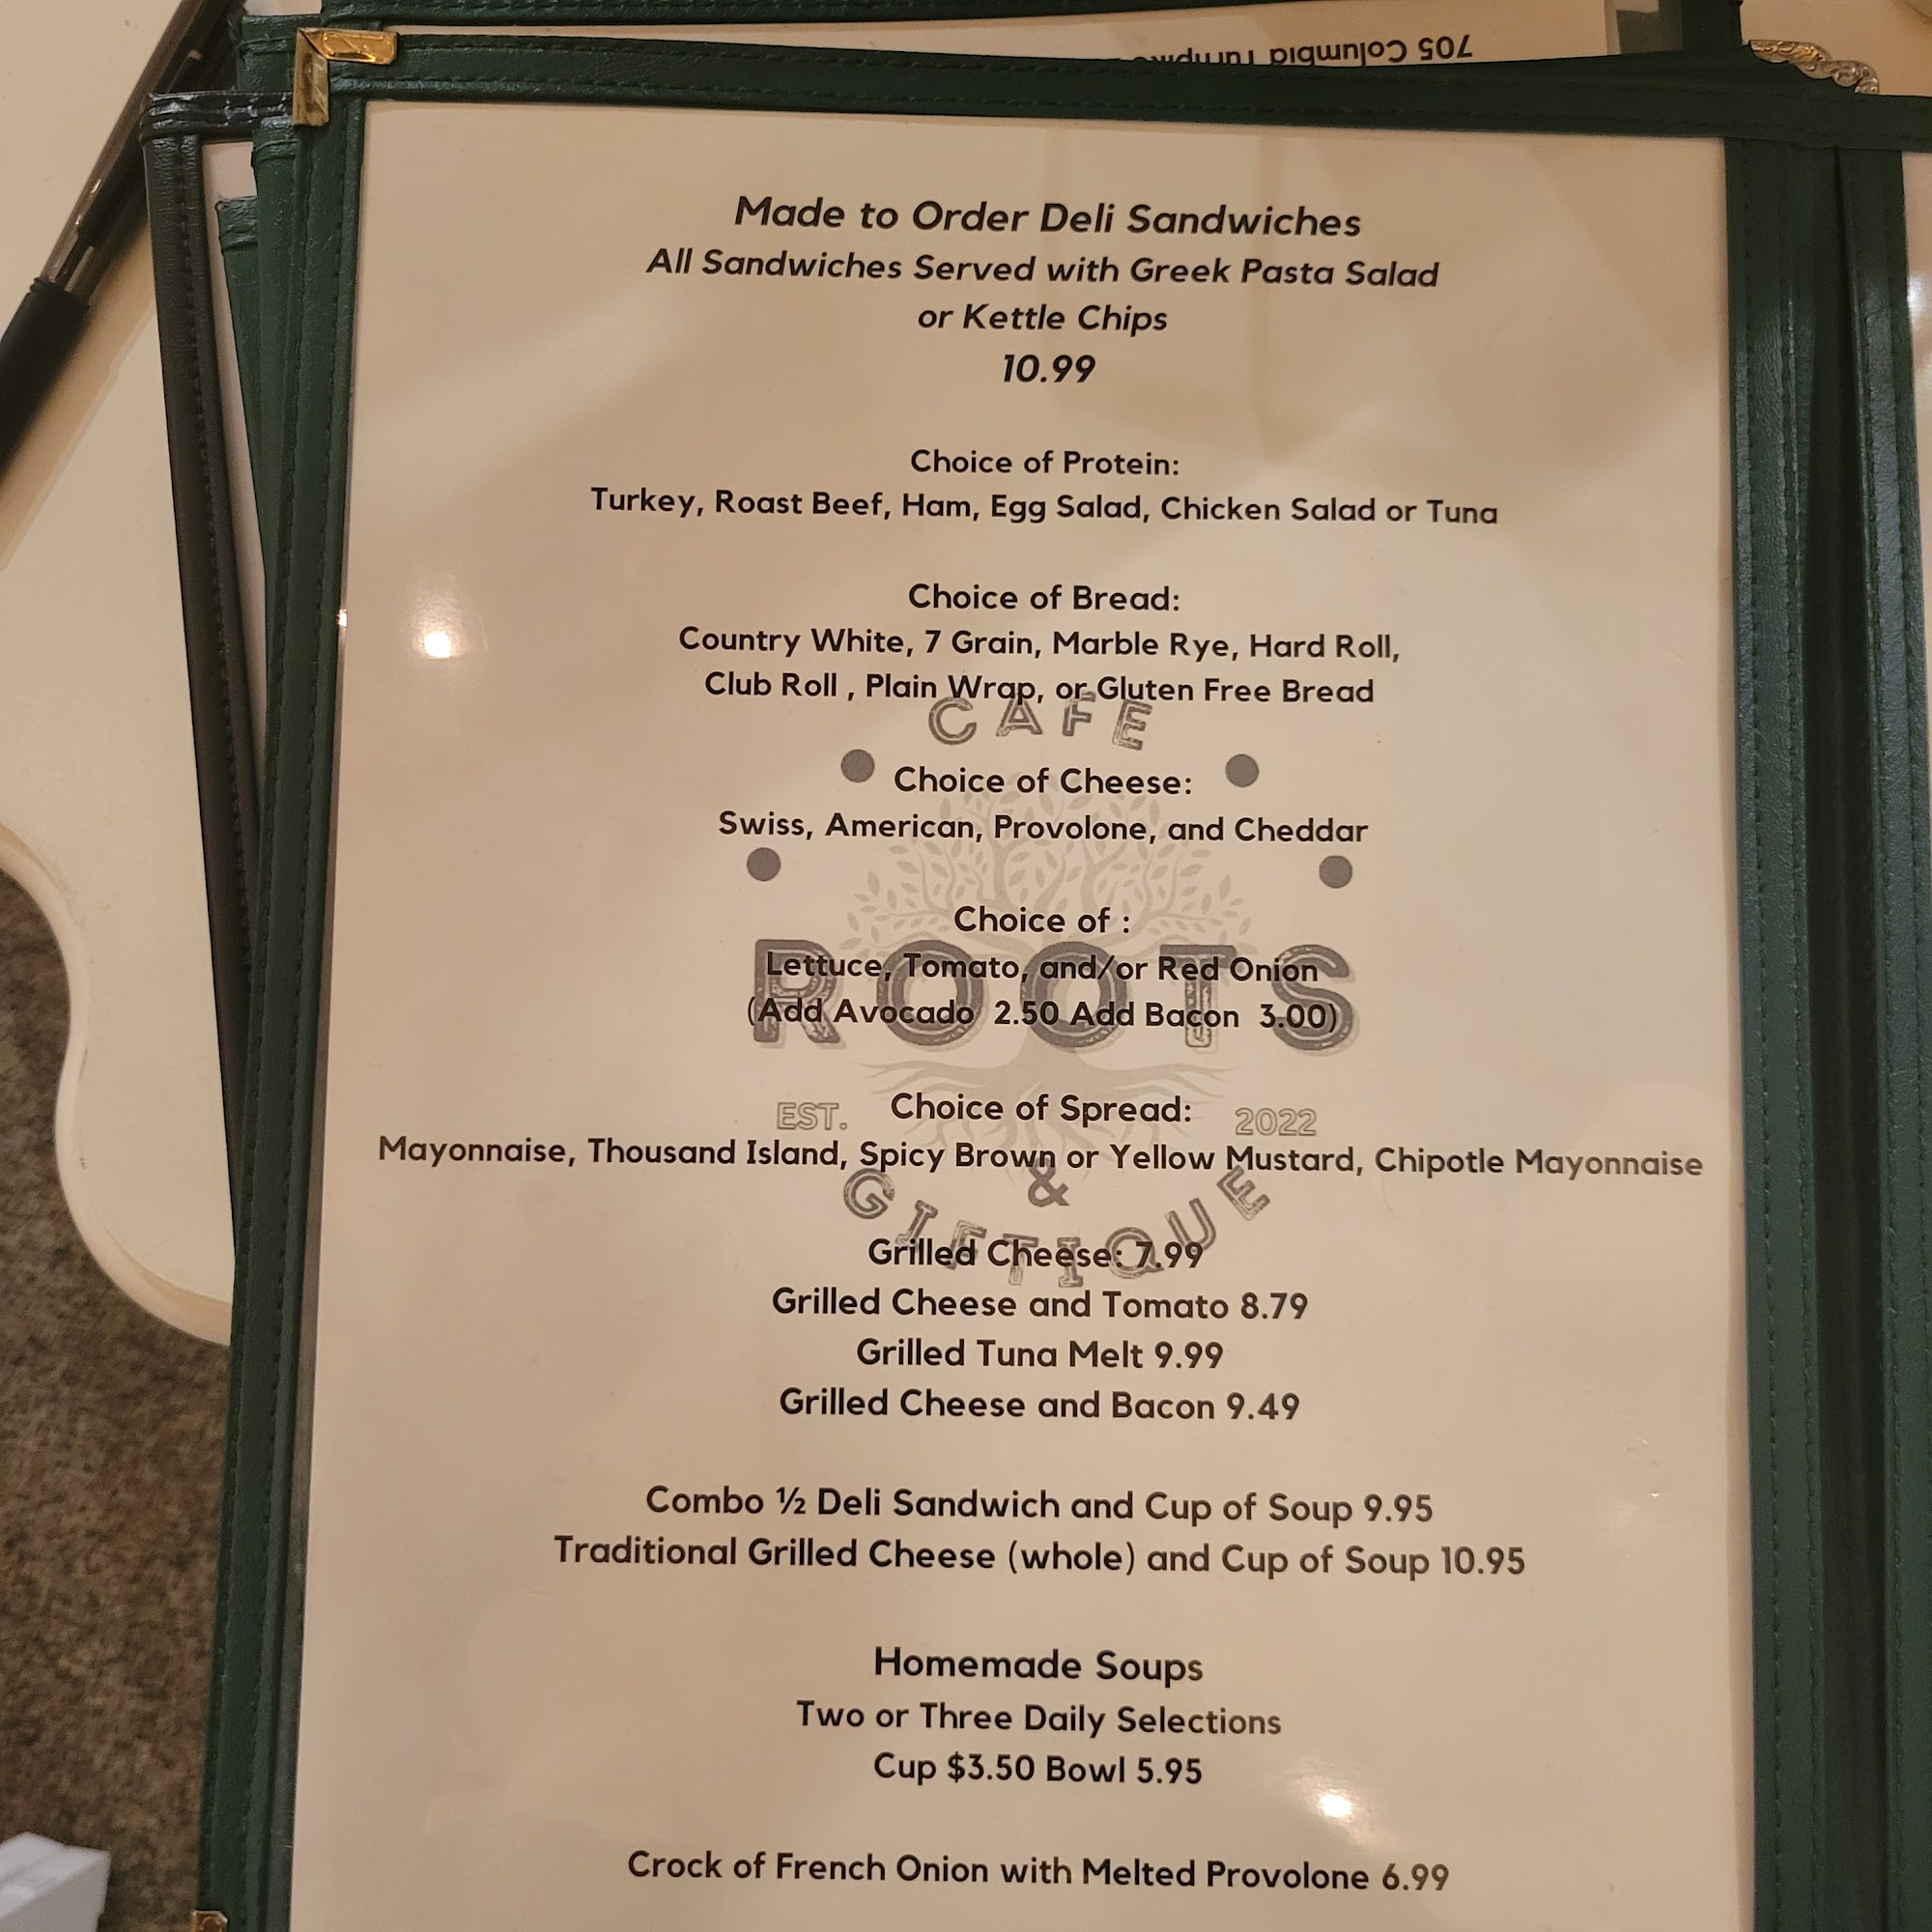 705 Columbia Turnpike
Made to Order Deli Sandwiches
All Sandwiches Served with Greek Pasta Salad
or Kettle Chips
10.99
Choice of Protein:
Turkey, Roast Beef, Ham, Egg Salad, Chicken Salad or Tuna
Choice of Bread:
Country White, 7 Grain, Marble Rye, Hard Roll,
Club Roll , Plain Wrap, or Gluten Free Bread
CAFE
Choice of Cheese:
Swiss, American, Provolone, and Cheddar
Choice of :
ROOTS
Lettuce, Tomato, and/or Red Onion
(Add Avocado 2.50 Add Bacon 3.00)
EST. 2022
Choice of Spread:
Mayonnaise, Thousand Island, Spicy Brown or Yellow Mustard, Chipotle Mayonnaise
&
GIFTIQUE
Grilled Cheese: 7.99
Grilled Cheese and Tomato 8.79
Grilled Tuna Melt 9.99
Grilled Cheese and Bacon 9.49
Combo ½ Deli Sandwich and Cup of Soup 9.95
Traditional Grilled Cheese (whole) and Cup of Soup 10.95
Homemade Soups
Two or Three Daily Selections
Cup $3.50 Bowl 5.95
Crock of French Onion with Melted Provolone 6.99